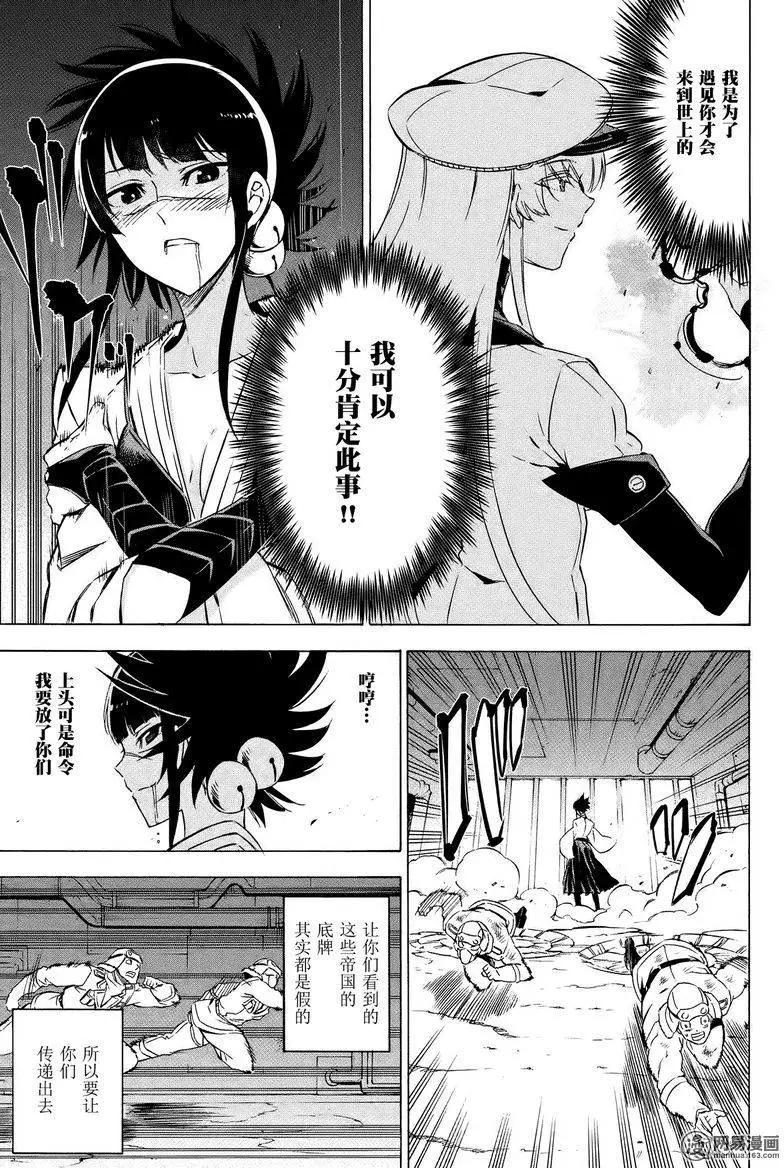 我是为了
遇见你才会
来到世上的
我可以
十分肯定此事!!
哼哼…
上头可是命令
我要放了你们
让你们看到的
这些帝国的
底牌
其实都是假的
所以要让
你们
传递出去
网易漫画
manhua.163.com